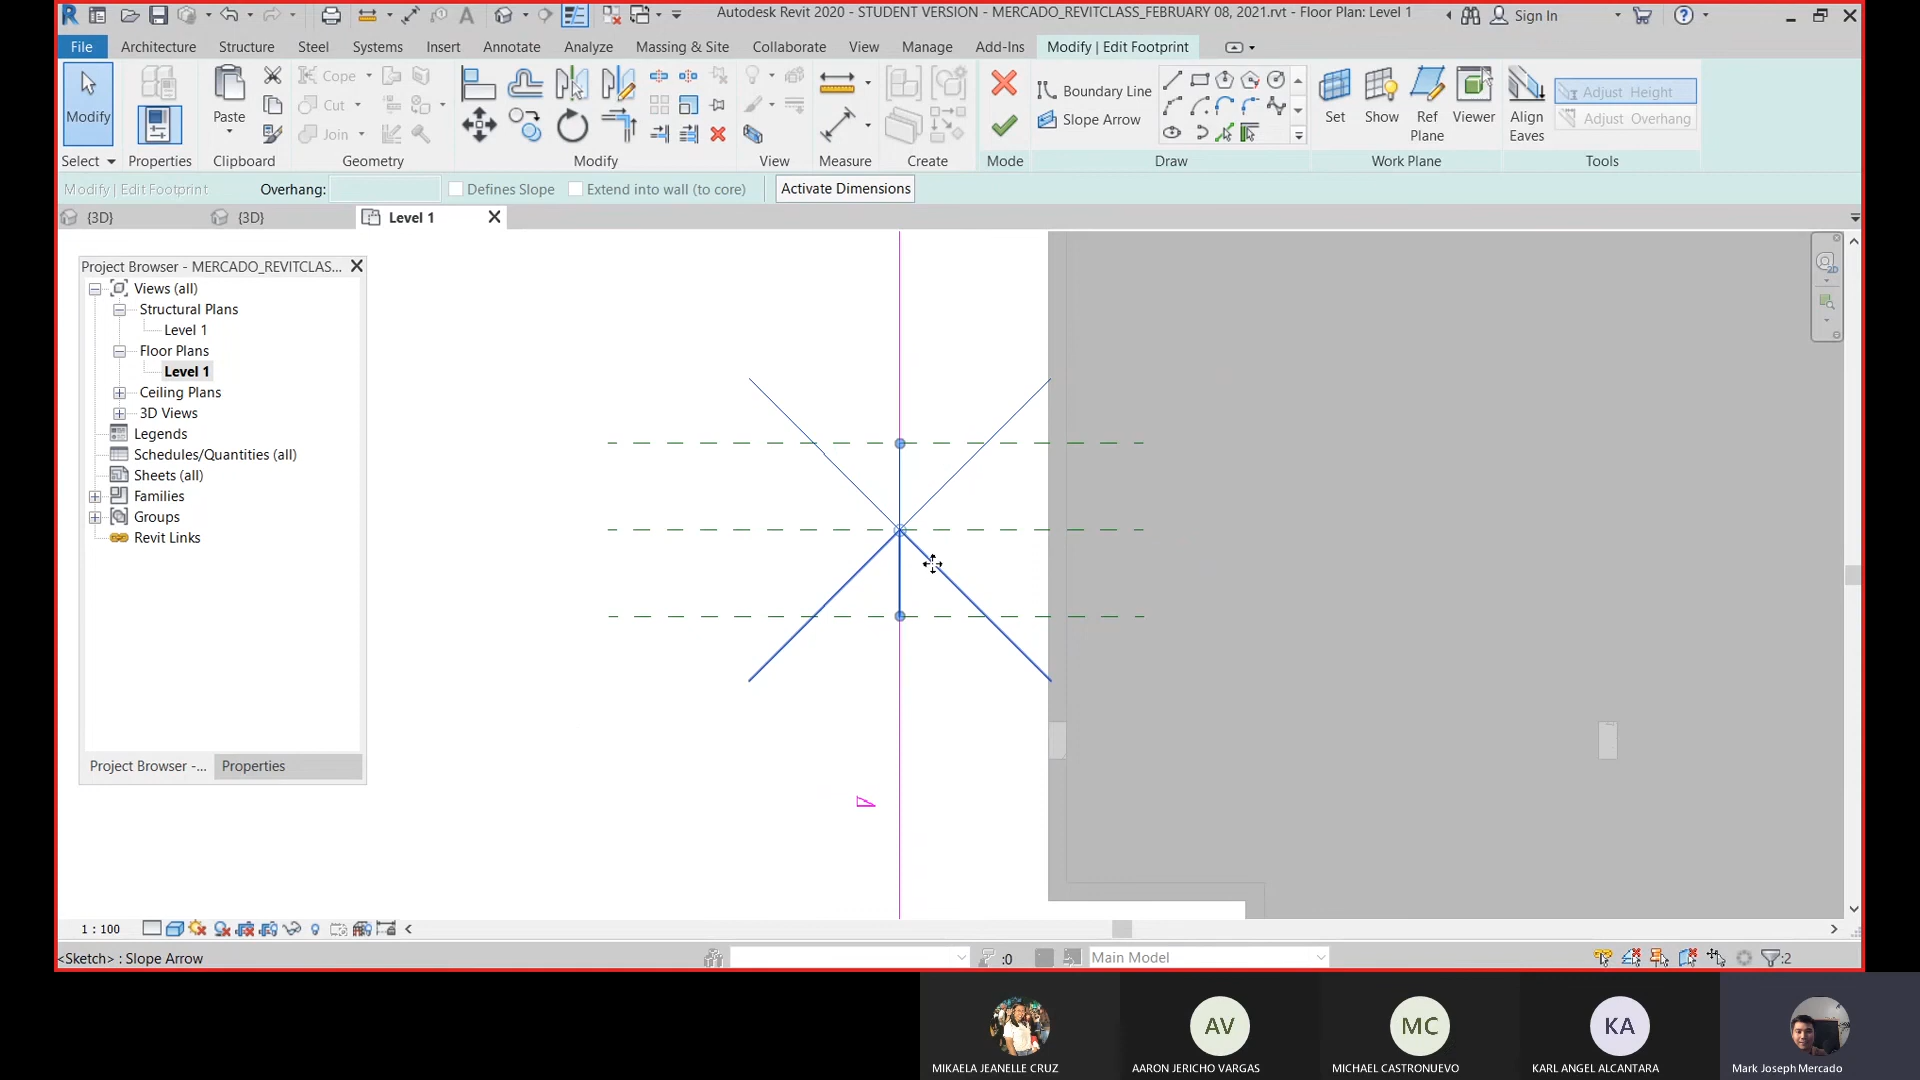 Autodesk Revit 2020 - STUDENT VERSION - MERCADO_REVITCLASS_FEBRUARY 08, 2021.rvt - Floor Plan: Level 1
Sign In
File Architecture Structure Steel Systems Insert Annotate Analyze Massing & Site Collaborate View Manage Add-Ins Modify | Edit Footprint
Modify
Paste
Cope
Cut
Join
Boundary Line
Slope Arrow
Set Show Ref Plane Viewer
Align Eaves
Adjust Height
Adjust Overhang
Select Properties Clipboard Geometry Modify View Measure Create Mode Draw Work Plane Tools
Modify | Edit Footprint Overhang: Defines Slope Extend into wall (to core) Activate Dimensions
{3D} {3D} Level 1
Project Browser - MERCADO_REVITCLAS...
Views (all)
Structural Plans
Level 1
Floor Plans
Level 1
Ceiling Plans
3D Views
Legends
Schedules/Quantities (all)
Sheets (all)
Families
Groups
Revit Links
Project Browser -... Properties
2D
1 : 100
<Sketch> : Slope Arrow :0 Main Model :2
AV MC KA
MIKAELA JEANELLE CRUZ AARON JERICHO VARGAS MICHAEL CASTRONUEVO KARL ANGEL ALCANTARA Mark Joseph Mercado